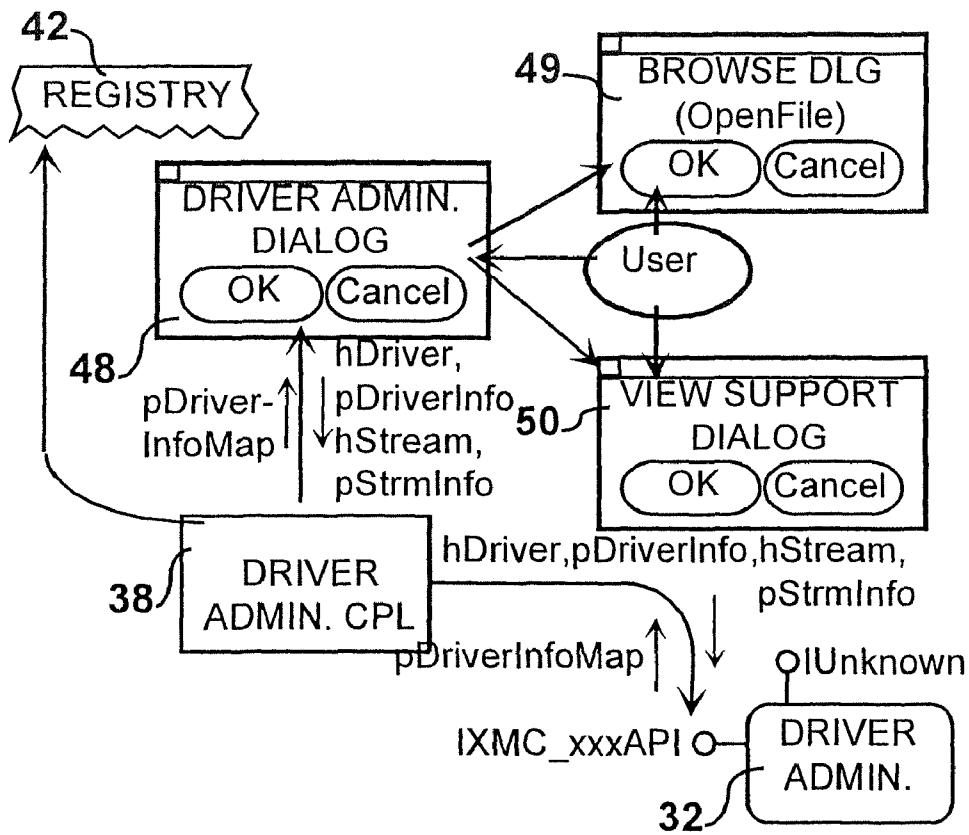 42
REGISTRY
49
BROWSE DLG
(OpenFile)
OK
Cancel
DRIVER ADMIN.
DIALOG
OK
Cancel
48
User
hDriver,
pDriverInfo,
hStream,
pStrmInfo
pDriver-
InfoMap
50
VIEW SUPPORT
DIALOG
OK
Cancel
38
DRIVER
ADMIN. CPL
hDriver,pDriverInfo,hStream,
pStrmInfo
pDriverInfoMap
IUnknown
IXMC_xxxAPI
DRIVER
ADMIN.
32